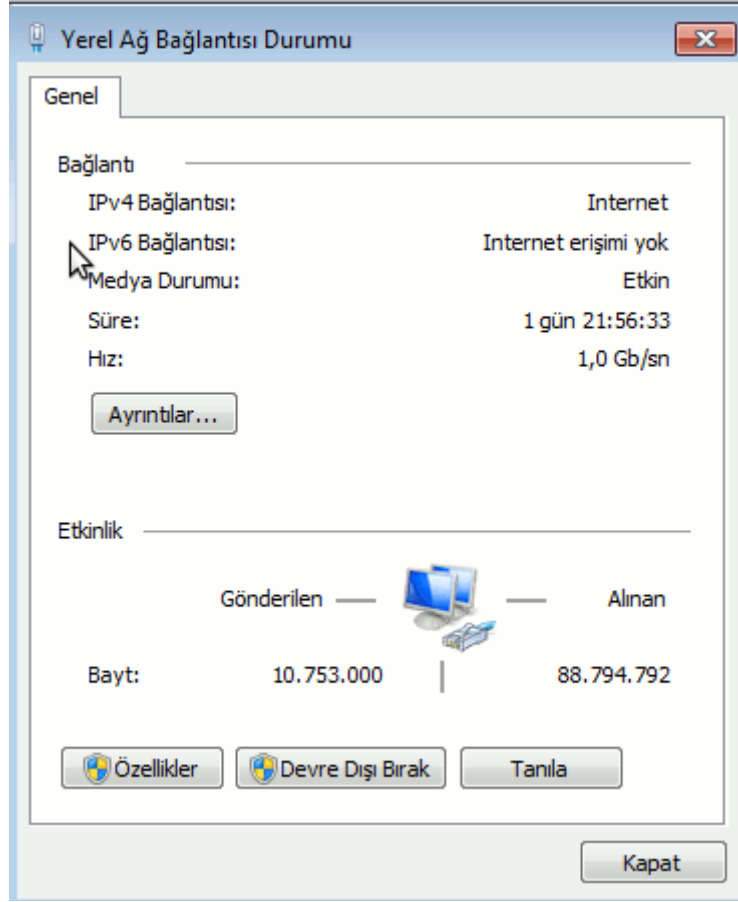 Yerel Ağ Bağlantısı Durumu
Genel
Bağlantı
IPv4 Bağlantısı: Internet
IPv6 Bağlantısı: Internet erişimi yok
Medya Durumu: Etkin
Süre: 1 gün 21:56:33
Hız: 1,0 Gb/sn
Ayrıntılar...
Etkinlik
Gönderilen Alınan
Bayt: 10.753.000 88.794.792
Özellikler Devre Dışı Bırak Tanıla
Kapat